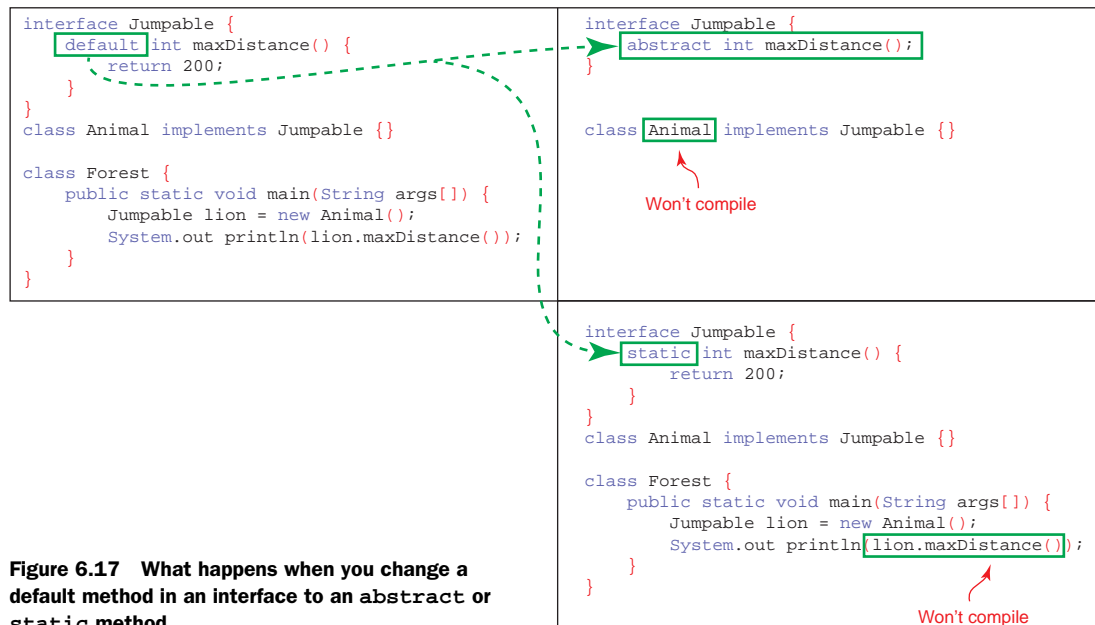 interface Jumpable {
default int maxDistance() {
return 200;
}
}
class Animal implements Jumpable {}
class Forest {
public static void main(String args[]) {
Jumpable lion = new Animal();
System.out println(lion.maxDistance());
}
}
interface Jumpable {
abstract int maxDistance();
}
class Animal implements Jumpable {}
Won't compile
interface Jumpable {
static int maxDistance() {
return 200;
}
}
class Animal implements Jumpable {}
class Forest {
public static void main(String args[]) {
Jumpable lion = new Animal();
System.out println(lion.maxDistance());
}
}
Won't compile
Figure 6.17 What happens when you change a
default method in an interface to an abstract or
static method